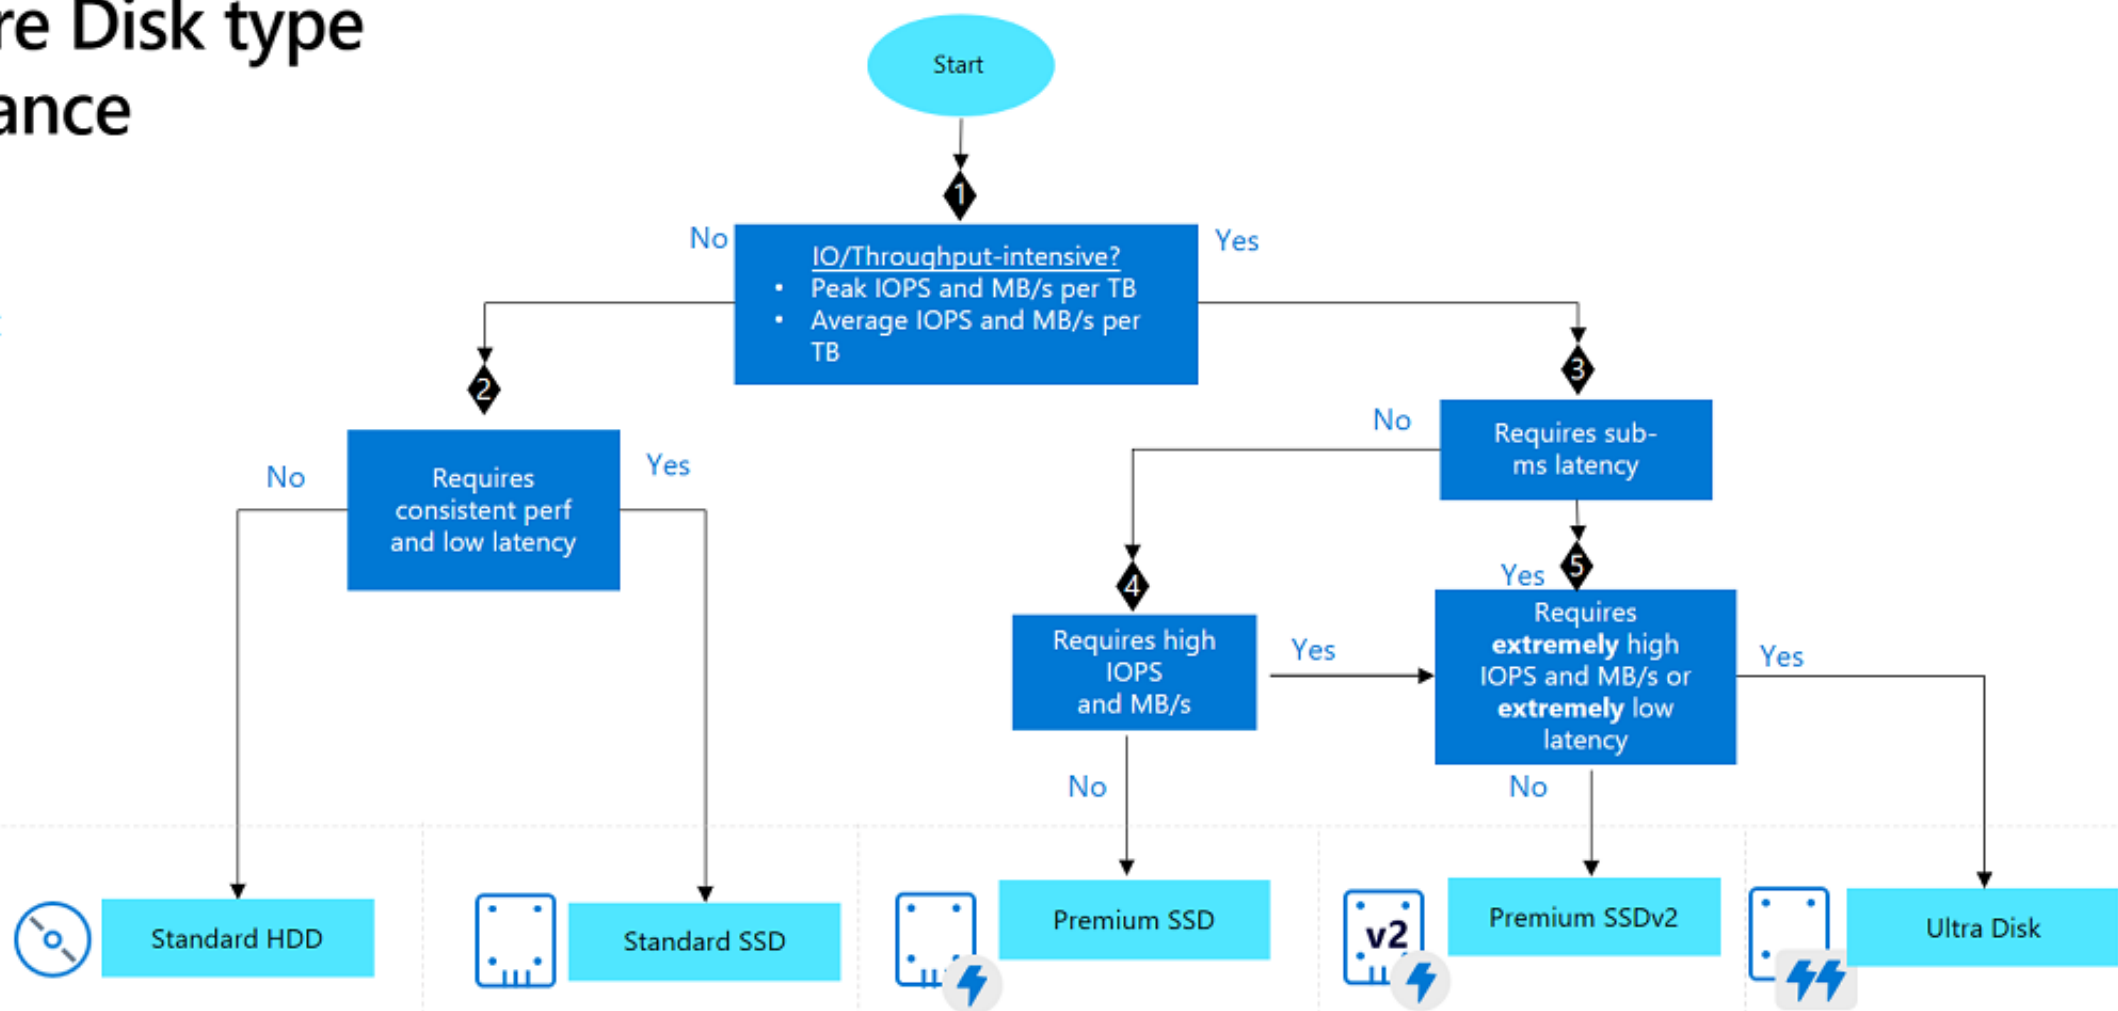 re Disk type
ance
Start
1
No
Yes
IO/Throughput-intensive?
• Peak IOPS and MB/s per TB
• Average IOPS and MB/s per
TB
2
3
No
Requires sub-
ms latency
No
Yes
Requires
consistent perf
and low latency
4
Yes
5
Requires high
IOPS
and MB/s
Yes
Requires
extremely high
IOPS and MB/s or
extremely low
latency
Yes
No
No
Standard HDD
Standard SSD
Premium SSD
v2
Premium SSDv2
Ultra Disk